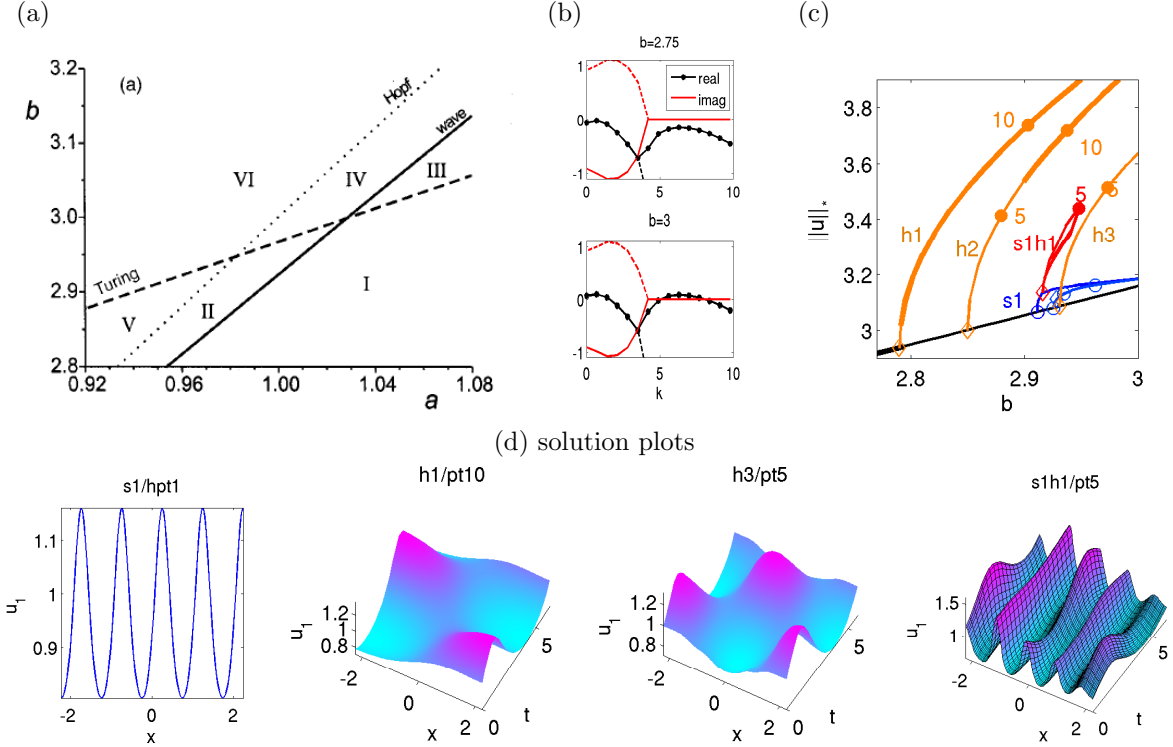 (a)
(b)
(c)
3.2
3.1
3.0
2.9
2.8
b
(a)
Hopf
wave
Turing
VI
IV
III
I
II
V
0.92
0.96
1.00
1.04
1.08
a
b=2.75
1
0
-1
real
imag
0
5
10
b=3
1
0
-1
0
5
10
k
||u||*
3.8
3.6
3.4
3.2
3
10
10
5
5
5
h1
h2
s1h1
h3
s1
2.8
2.9
3
b
(d) solution plots
s1/hpt1
u1
1.1
1
0.9
-2
0
2
x
h1/pt10
u1
1.2
1
0.8
-2
0
2
x
0
5
t
h3/pt5
u1
1.2
1
0.8
-2
0
2
x
0
5
t
s1h1/pt5
u1
1.5
1
-2
0
2
x
0
5
t